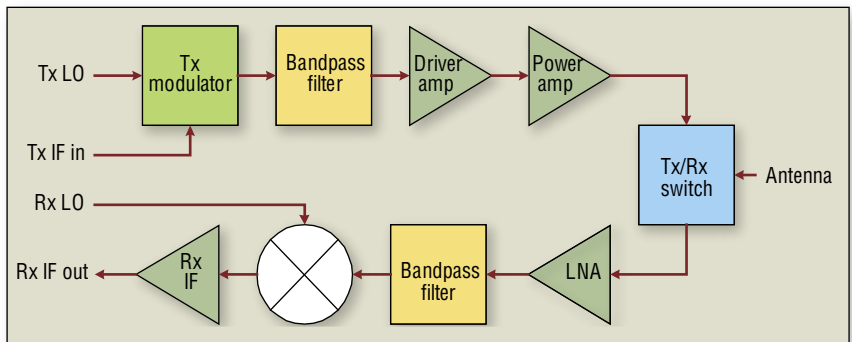 Tx LO
Tx
modulator
Bandpass
filter
Driver
amp
Power
amp
Tx IF in
Tx/Rx
switch
Antenna
Rx LO
Rx IF out
Rx
IF
Bandpass
filter
LNA